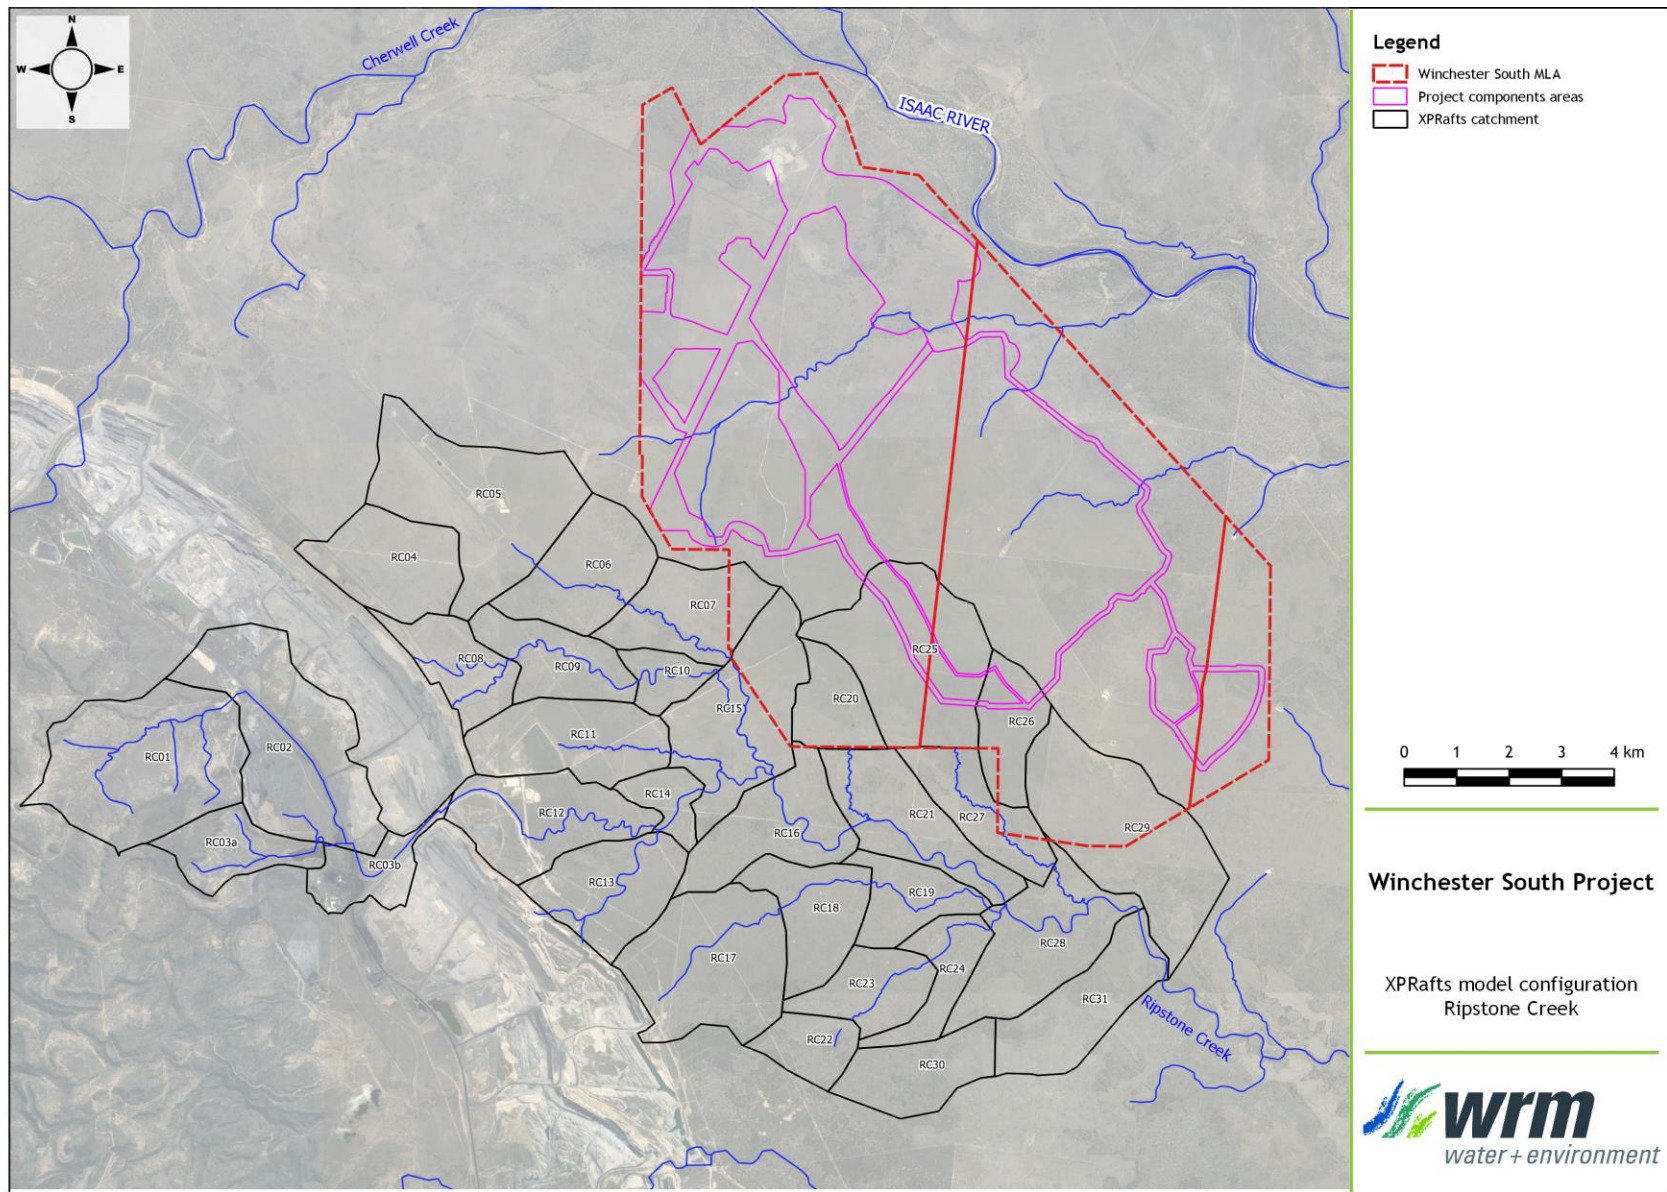 N
W
E
S
Cherwell Creek
ISAAC RIVER
RC05
RC04
RC06
RC07
RC08
RC09
RC10
RC25
RC20
RC26
RC15
RC11
RC02
RC01
RC14
RC12
RC21
RC27
RC29
RC16
RC03a
RC03b
RC13
RC19
RC18
RC28
RC17
RC24
RC23
RC31
RC22
RC30
Ripstone Creek
Legend
Winchester South MLA
Project components areas
XPRafts catchment
0 1 2 3 4 km
Winchester South Project
XPRafts model configuration
Ripstone Creek
wrm
water + environment